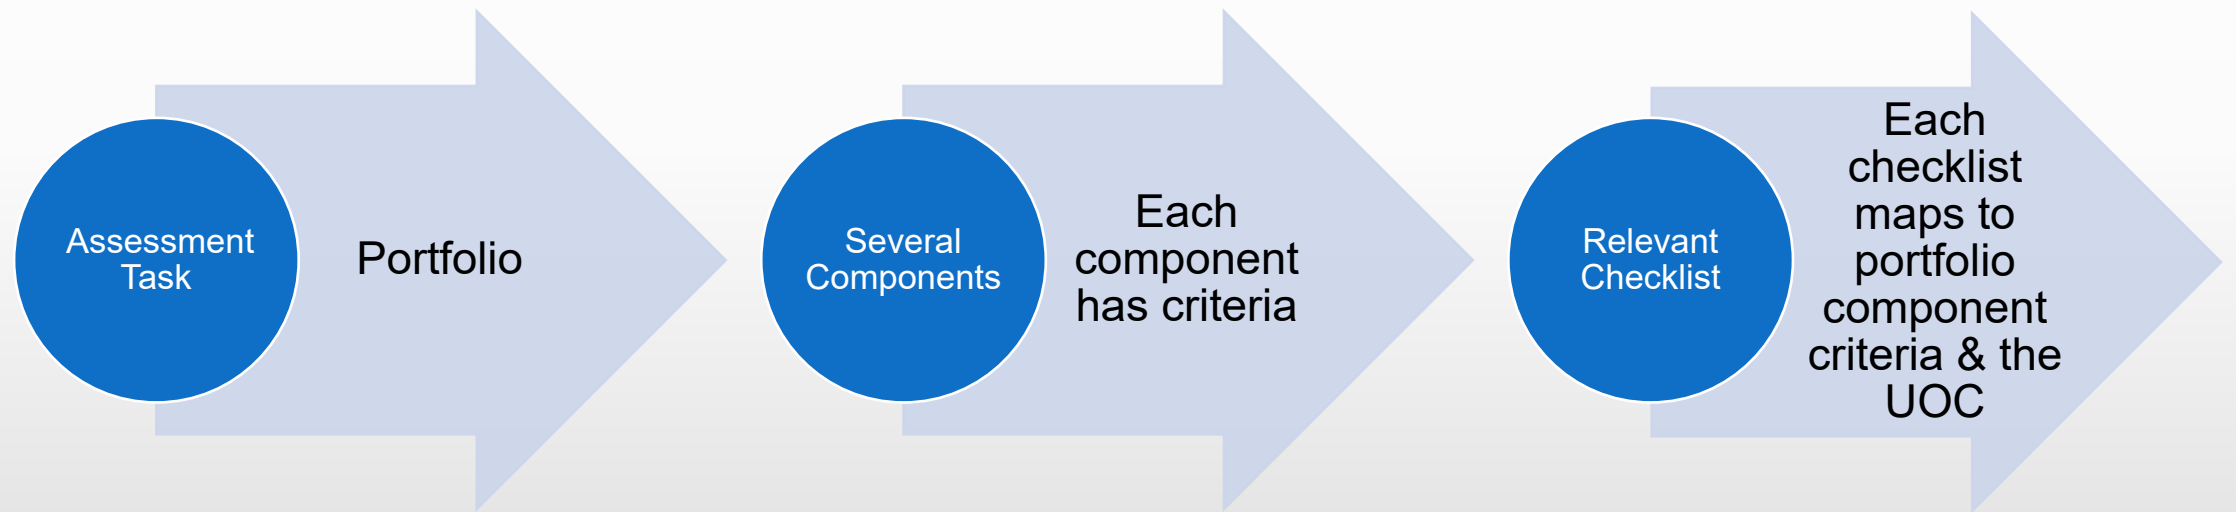 Assessment
Task
Portfolio
Several
Components
Each
component
has criteria
Relevant
Checklist
Each
checklist
maps to
portfolio
component
criteria & the
UOC